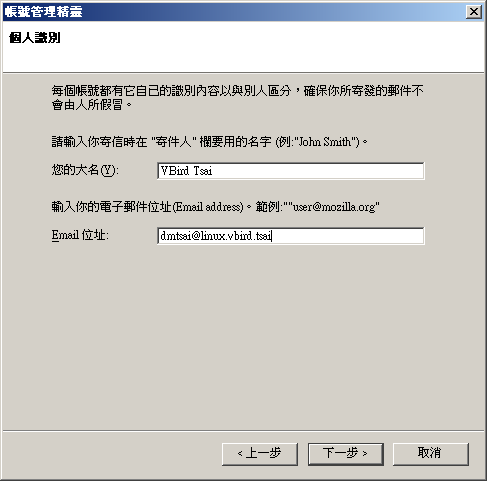 帳號管理精靈
個人識別
每個帳號都有它自已的識別內容以與別人區分，確保你所寄發的郵件不
會由人所假冒。
請輸入你寄信時在 "寄件人" 欄要用的名字 (例:"John Smith")。
您的大名(Y): VBird Tsai
輸入你的電子郵件位址(Email address)。範例:""user@mozilla.org"
Email 位址: dmtsai@linux.vbird.tsai
< 上一步 下一步 > 取消